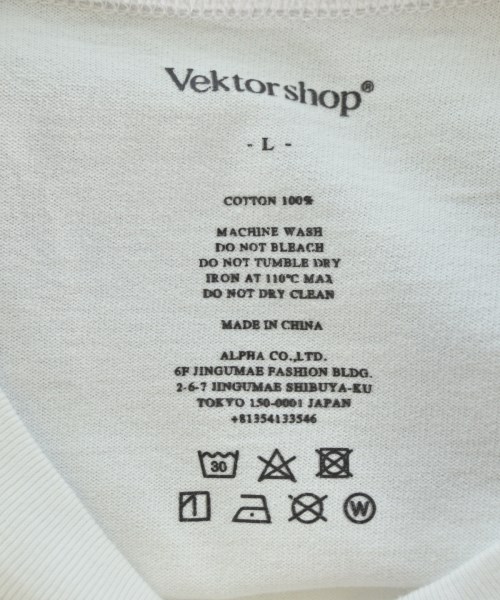 Vektor shop®
- L -
COTTON 100%
MACHINE WASH
DO NOT BLEACH
DO NOT TUMBLE DRY
IRON AT 110°C MAX
DO NOT DRY CLEAN
MADE IN CHINA
ALPHA CO.,LTD.
6F JINGUMAE FASHION BLDG.
2-6-7 JINGUMAE SHIBUYA-KU
TOKYO 150-0001 JAPAN
+81354133546
30
W